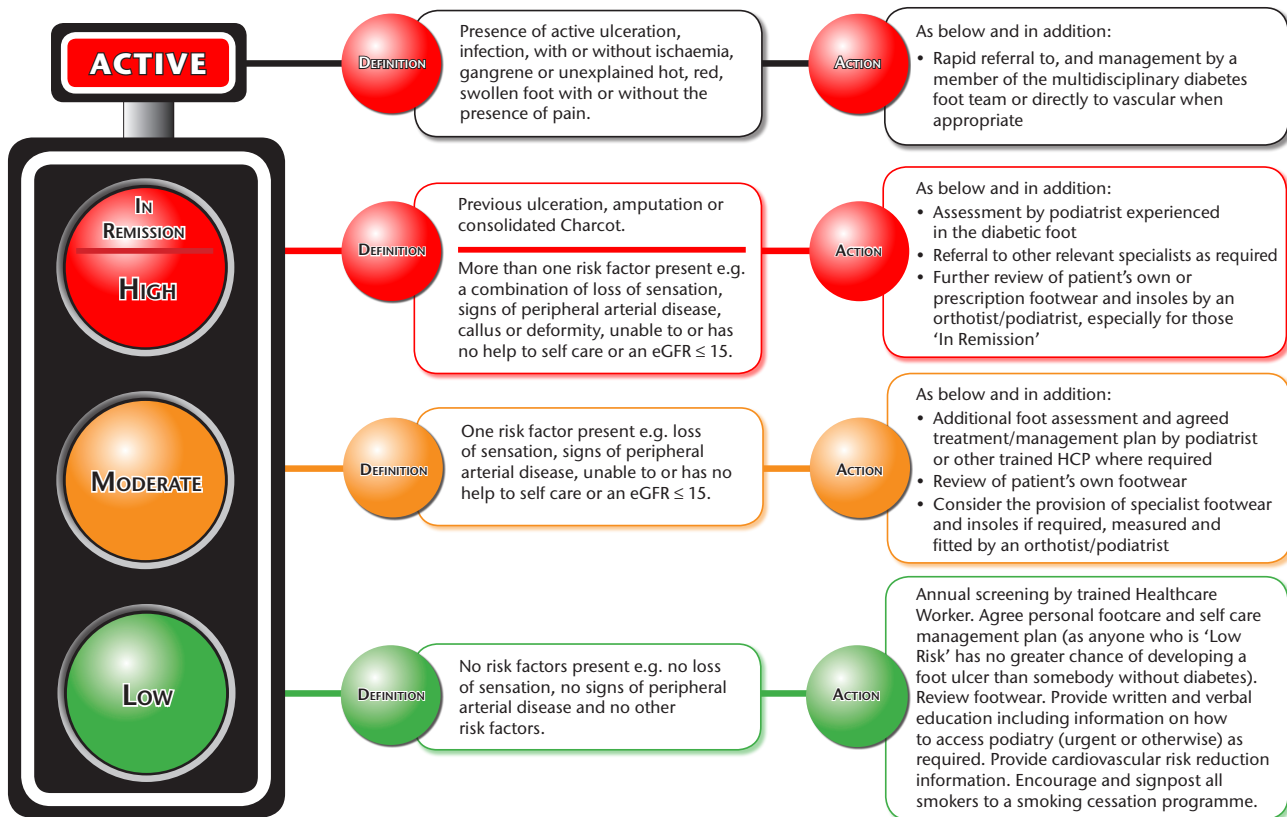 ACTIVE
DEFINITION
Presence of active ulceration,
infection, with or without ischaemia,
gangrene or unexplained hot, red,
swollen foot with or without the
presence of pain.
ACTION
As below and in addition:
• Rapid referral to, and management by a
member of the multidisciplinary diabetes
foot team or directly to vascular when
appropriate
IN
REMISSION
HIGH
DEFINITION
Previous ulceration, amputation or
consolidated Charcot.
More than one risk factor present e.g.
a combination of loss of sensation,
signs of peripheral arterial disease,
callus or deformity, unable to or has
no help to self care or an eGFR ≤ 15.
ACTION
As below and in addition:
• Assessment by podiatrist experienced
in the diabetic foot
• Referral to other relevant specialists as required
• Further review of patient’s own or
prescription footwear and insoles by an
orthotist/podiatrist, especially for those
‘In Remission’
MODERATE
DEFINITION
One risk factor present e.g. loss
of sensation, signs of peripheral
arterial disease, unable to or has no
help to self care or an eGFR ≤ 15.
ACTION
As below and in addition:
• Additional foot assessment and agreed
treatment/management plan by podiatrist
or other trained HCP where required
• Review of patient’s own footwear
• Consider the provision of specialist footwear
and insoles if required, measured and
fitted by an orthotist/podiatrist
LOW
DEFINITION
No risk factors present e.g. no loss
of sensation, no signs of peripheral
arterial disease and no other
risk factors.
ACTION
Annual screening by trained Healthcare
Worker. Agree personal footcare and self care
management plan (as anyone who is ‘Low
Risk’ has no greater chance of developing a
foot ulcer than somebody without diabetes).
Review footwear. Provide written and verbal
education including information on how
to access podiatry (urgent or otherwise) as
required. Provide cardiovascular risk reduction
information. Encourage and signpost all
smokers to a smoking cessation programme.